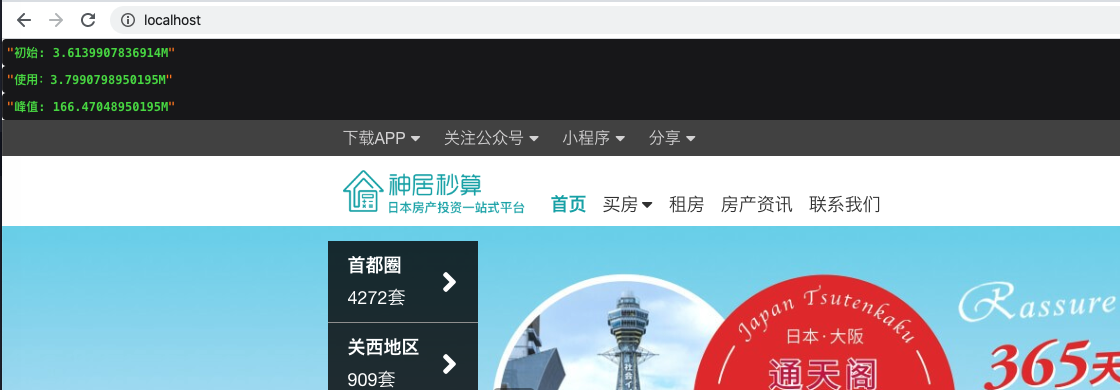 localhost
"初始: 3.6139907836914M"
"使用: 3.7990798950195M"
"峰值: 166.47048950195M"
下载APP 关注公众号 小程序 分享
神居秒算
日本房产投资一站式平台
首页 买房 租房 房产资讯 联系我们
首都圈
4272套
关西地区
909套
Japan Tsutenkaku
日本·大阪
通天阁
Rassure
365天